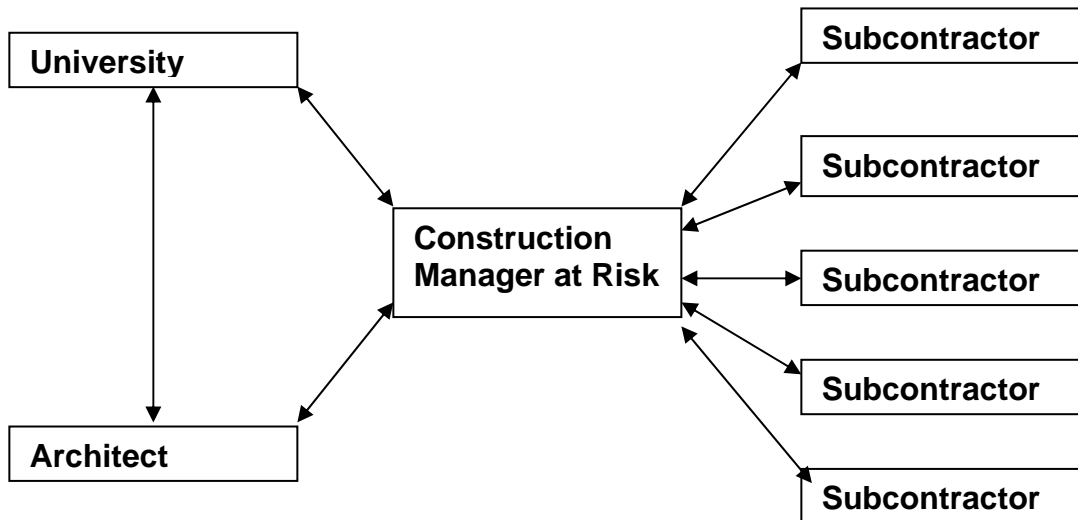 University
Architect
Construction
Manager at Risk
Subcontractor
Subcontractor
Subcontractor
Subcontractor
Subcontractor